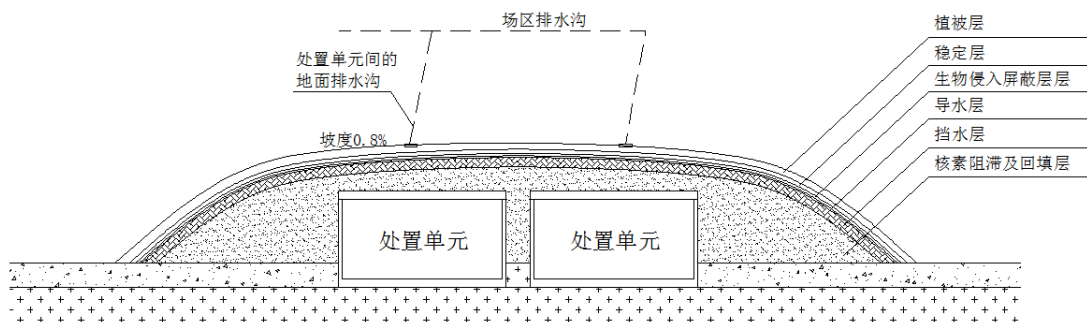 场区排水沟
处置单元间的
地面排水沟
坡度0.8%
植被层
稳定层
生物侵入屏蔽层层
导水层
挡水层
核素阻滞及回填层
处置单元
处置单元